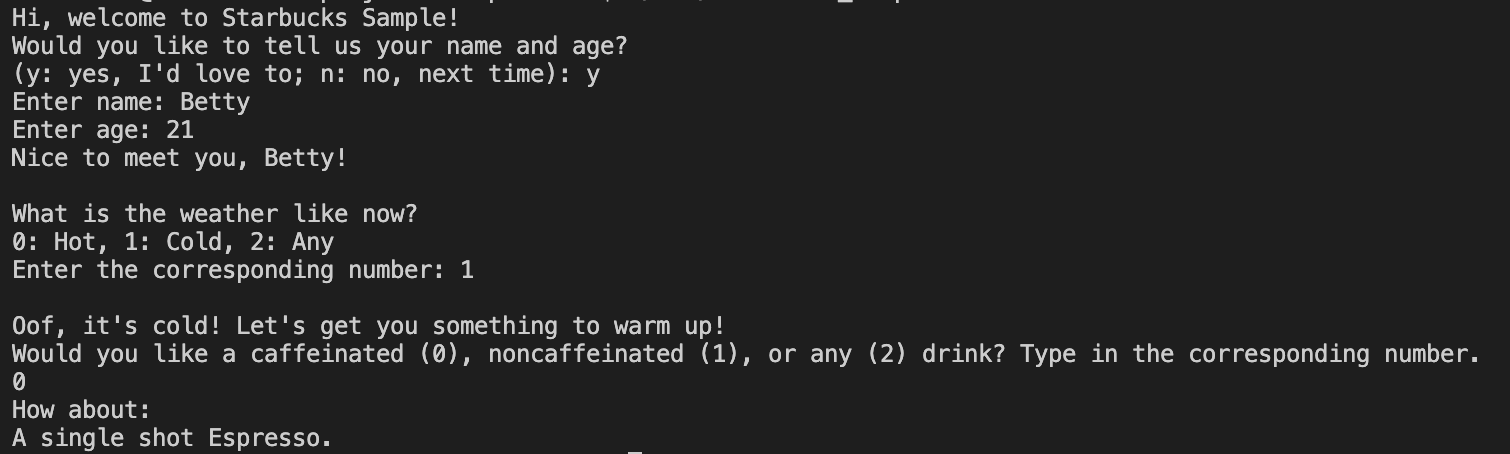 Hi, welcome to Starbucks Sample!
Would you like to tell us your name and age?
(y: yes, I'd love to; n: no, next time): y
Enter name: Betty
Enter age: 21
Nice to meet you, Betty!
What is the weather like now?
0: Hot, 1: Cold, 2: Any
Enter the corresponding number: 1
Oof, it's cold! Let's get you something to warm up!
Would you like a caffeinated (0), noncaffeinated (1), or any (2) drink? Type in the corresponding number.
0
How about:
A single shot Espresso.